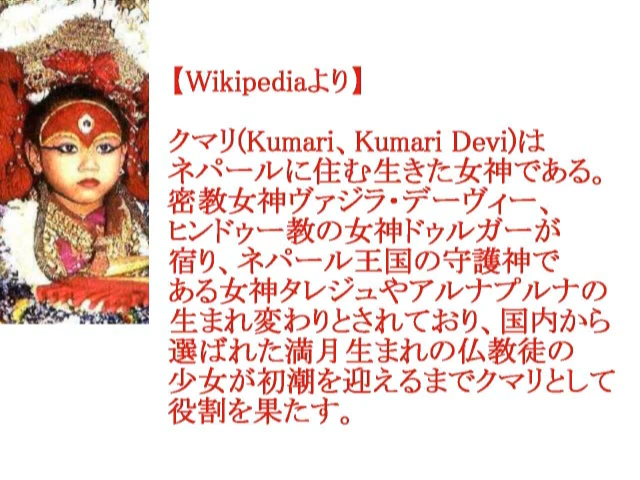 【Wikipediaより】
クマリ(Kumari、Kumari Devi)は
ネパールに住む生きた女神である。
密教女神ヴァジラ・デーヴィー、
ヒンドゥー教の女神ドゥルガーが
宿り、ネパール王国の守護神で
ある女神タレジュやアルナプルナの
生まれ変わりとされており、国内から
選ばれた満月生まれの仏教徒の
少女が初潮を迎えるまでクマリとして
役割を果たす。